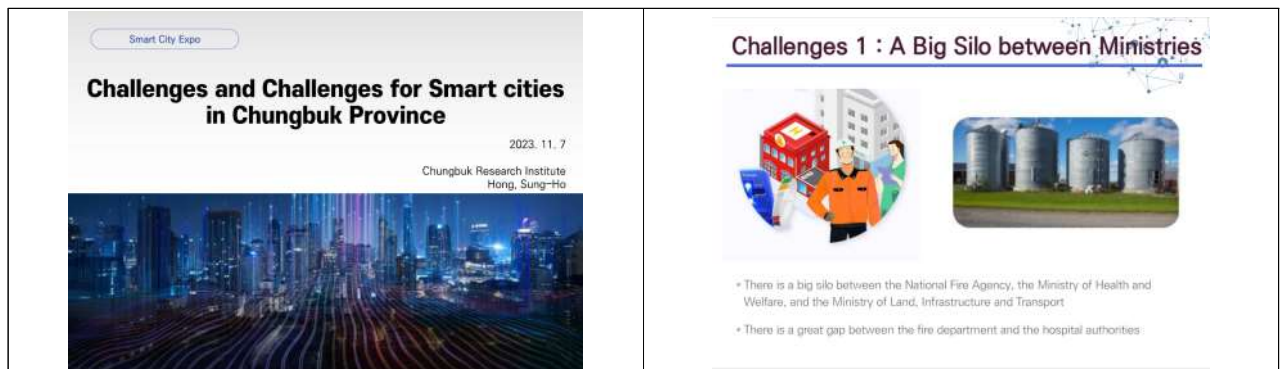 Smart City Expo
Challenges and Challenges for Smart cities
in Chungbuk Province
2023. 11. 7
Chungbuk Research Institute
Hong, Sung-Ho
Challenges 1 : A Big Silo between Ministries
• There is a big silo between the National Fire Agency, the Ministry of Health and
Welfare, and the Ministry of Land, Infrastructure and Transport
• There is a great gap between the fire department and the hospital authorities